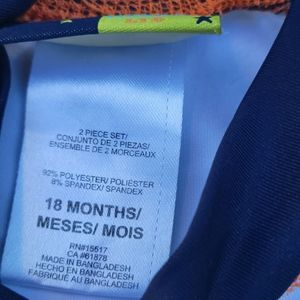 2 PIECE SET/
CONJUNTO DE 2 PIEZAS/
ENSEMBLE DE 2 MORCEAUX
92% POLYESTER/ POLIÉSTER
8% SPANDEX/ SPANDEX
18 MONTHS/
MESES/ MOIS
RN#15517
CA #61878
MADE IN BANGLADESH
HECHO EN BANGLADESH
FABRIQUÉ AU BANGLADESH